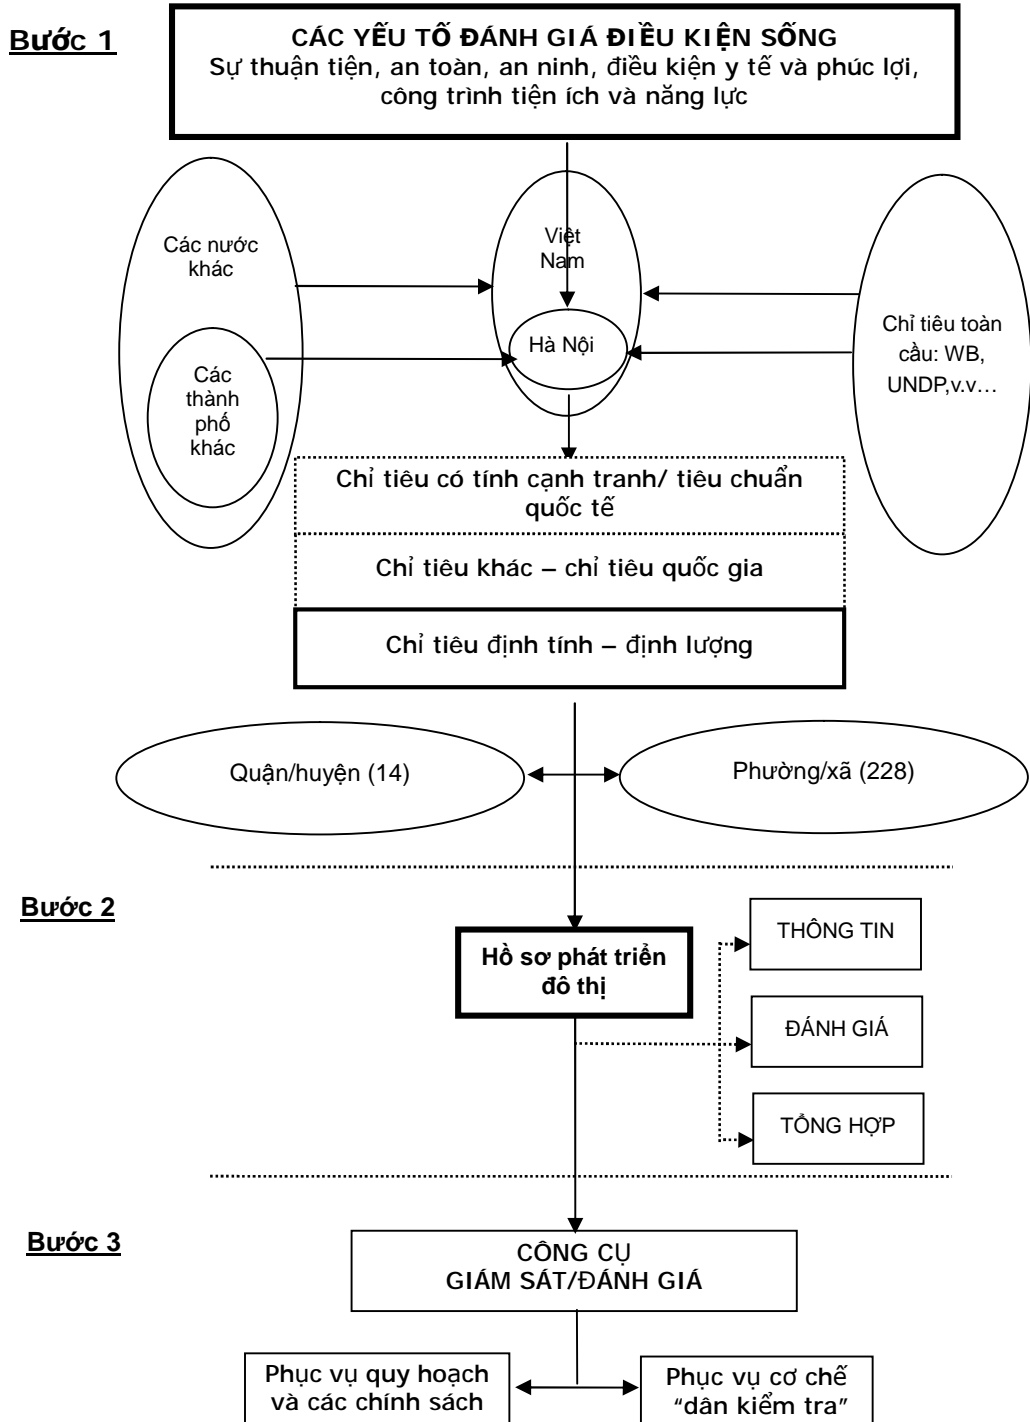 Bước 1
CÁC YẾU TỐ ĐÁNH GIÁ ĐIỀU KIỆN SỐNG
Sự thuận tiện, an toàn, an ninh, điều kiện y tế và phúc lợi,
công trình tiện ích và năng lực
Các nước
khác
Các
thành
phố
khác
Việt
Nam
Hà Nội
Chỉ tiêu toàn
cầu: WB,
UNDP,v.v...
Chỉ tiêu có tính cạnh tranh/ tiêu chuẩn
quốc tế
Chỉ tiêu khác – chỉ tiêu quốc gia
Chỉ tiêu định tính – định lượng
Quận/huyện (14)
Phường/xã (228)
Bước 2
Hồ sơ phát triển
đô thị
THÔNG TIN
ĐÁNH GIÁ
TỔNG HỢP
Bước 3
CÔNG CỤ
GIÁM SÁT/ĐÁNH GIÁ
Phục vụ quy hoạch
và các chính sách
Phục vụ cơ chế
“dân kiểm tra”